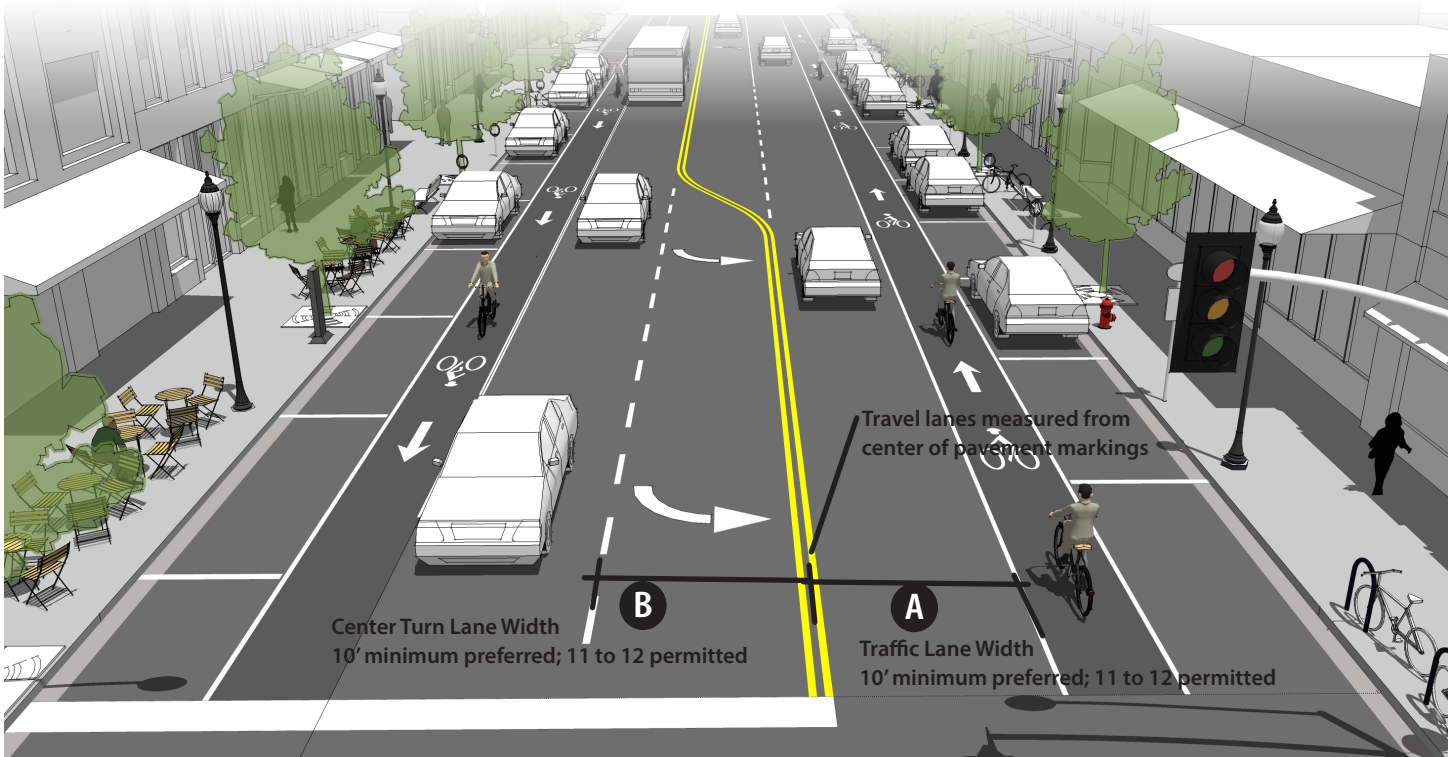 Travel lanes measured from
center of pavement markings
B
A
Center Turn Lane Width
10’ minimum preferred; 11 to 12 permitted
Traffic Lane Width
10’ minimum preferred; 11 to 12 permitted